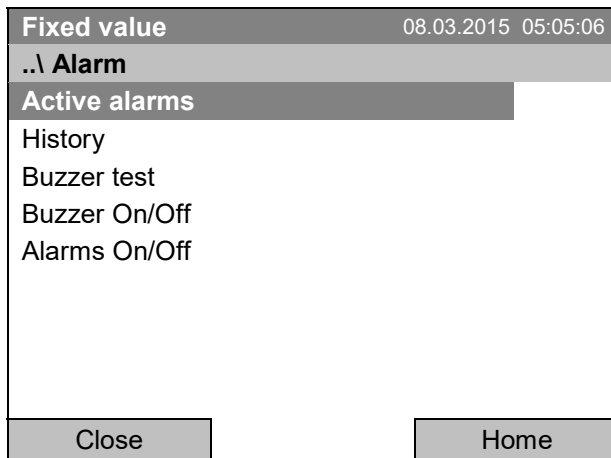 Fixed value 08.03.2015 05:05:06
..\ Alarm
Active alarms
History
Buzzer test
Buzzer On/Off
Alarms On/Off
Close Home